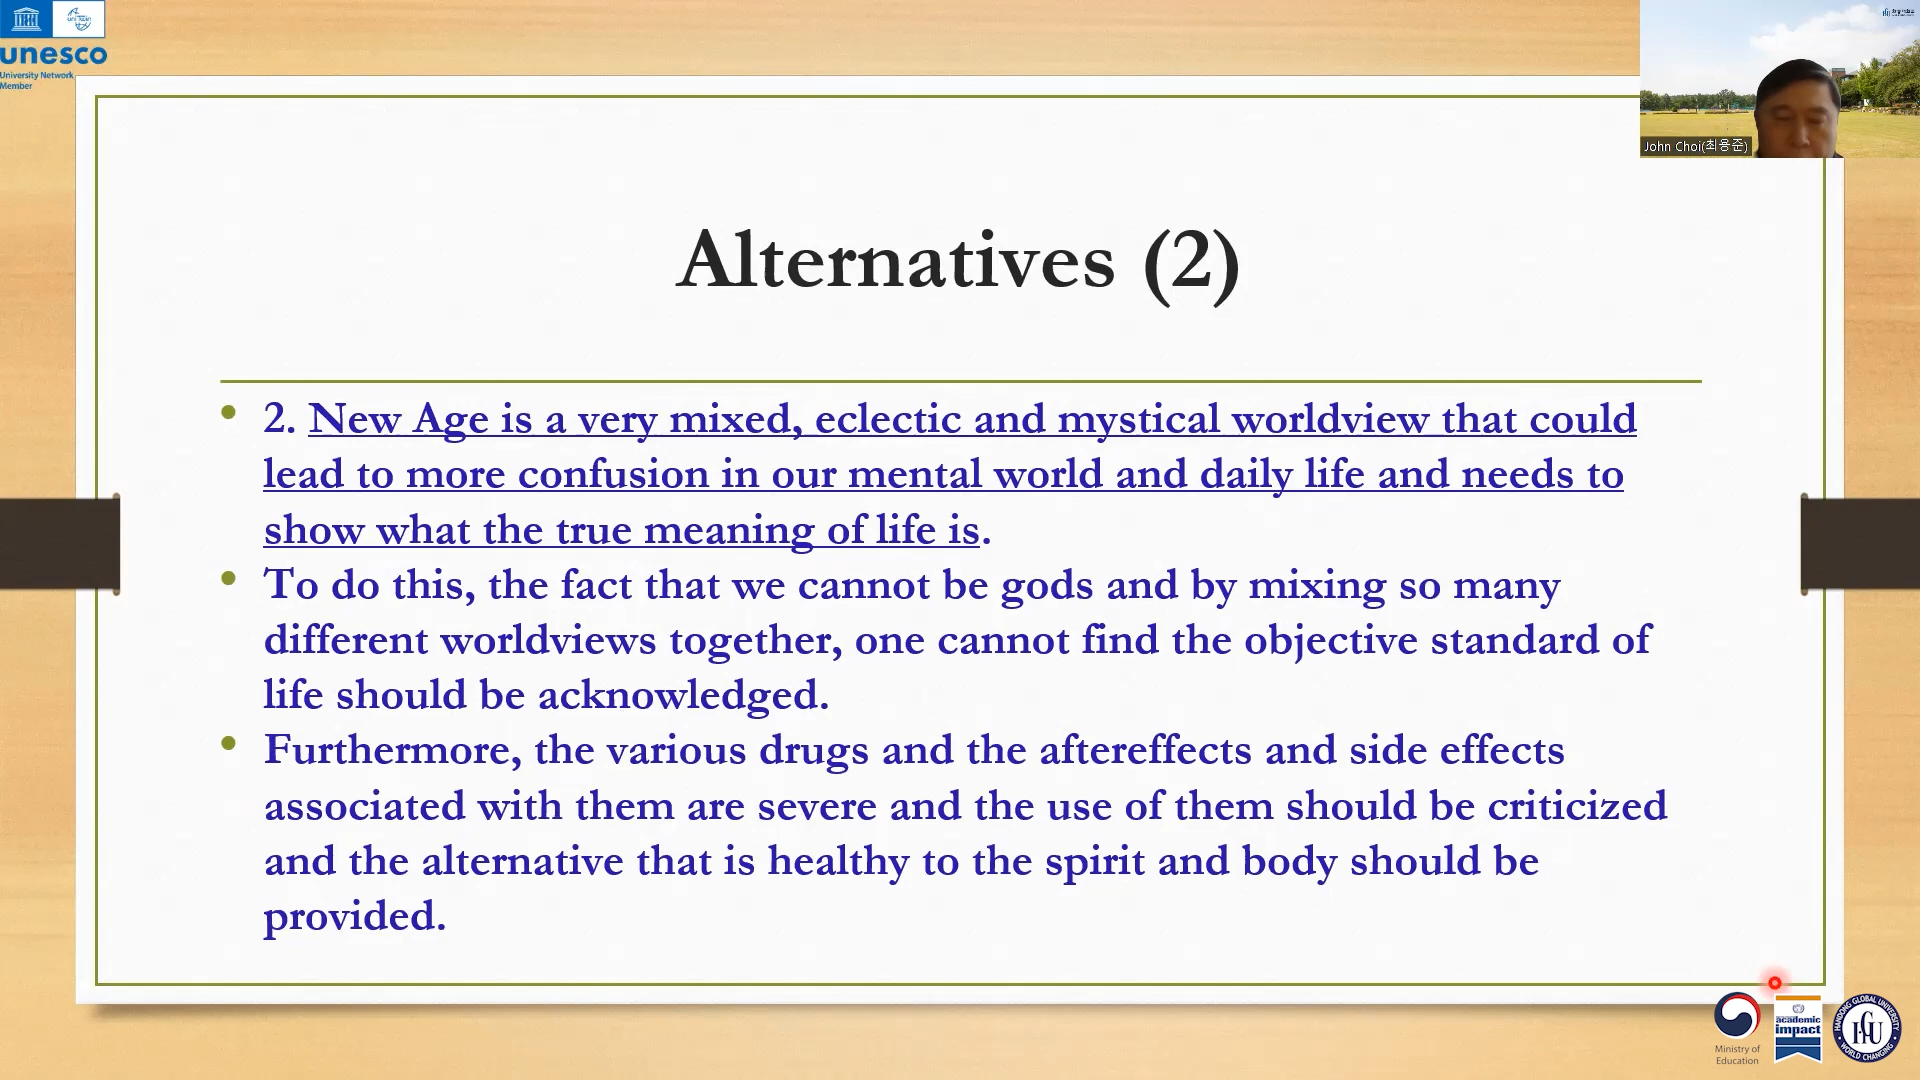 unesco
University Network
Member
John Choi(최용준)
Alternatives (2)
• 2. New Age is a very mixed, eclectic and mystical worldview that could
lead to more confusion in our mental world and daily life and needs to
show what the true meaning of life is.
• To do this, the fact that we cannot be gods and by mixing so many
different worldviews together, one cannot find the objective standard of
life should be acknowledged.
• Furthermore, the various drugs and the aftereffects and side effects
associated with them are severe and the use of them should be criticized
and the alternative that is healthy to the spirit and body should be
provided.
Ministry of
Education
academic
impact
HANDONG GLOBAL UNIVERSITY
HGU
WORLD CHANGING